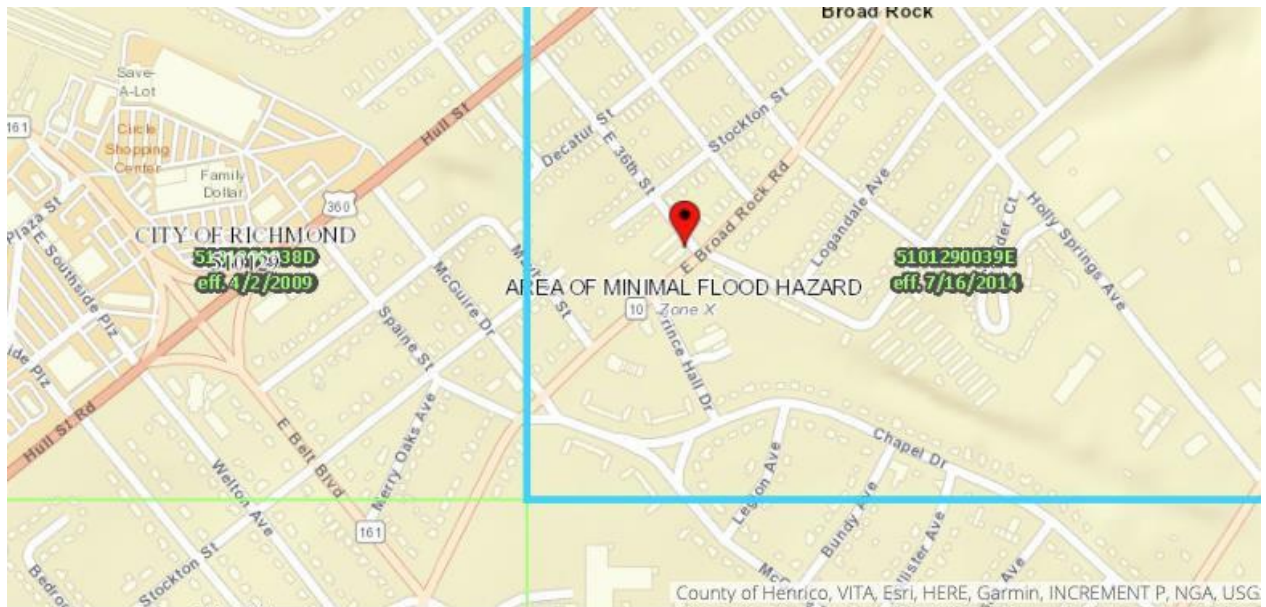 Broad Rock
Save-
A-Lot
161
Circle
Shopping
Center
Family
Dollar
Hull St
Decatur St
E 36th St
Stockton St
E Broad Rock Rd
Logandale Ave
Holly Springs Ave
360
Plaza St
E Southside Plz
CITY OF RICHMOND
eff. 4/2/2009
McGuire Dr
Spaine St
AREA OF MINIMAL FLOOD HAZARD
Zone X
10
5101290039E
eff. 7/16/2014
Prince Hall Dr
Hull St Rd
Welton Ave
E Belt Blvd
Merry Oaks Ave
161
Stockton St
Chapel Dr
Legion Ave
Bundy Ave
County of Henrico, VITA, Esri, HERE, Garmin, INCREMENT P, NGA, USG